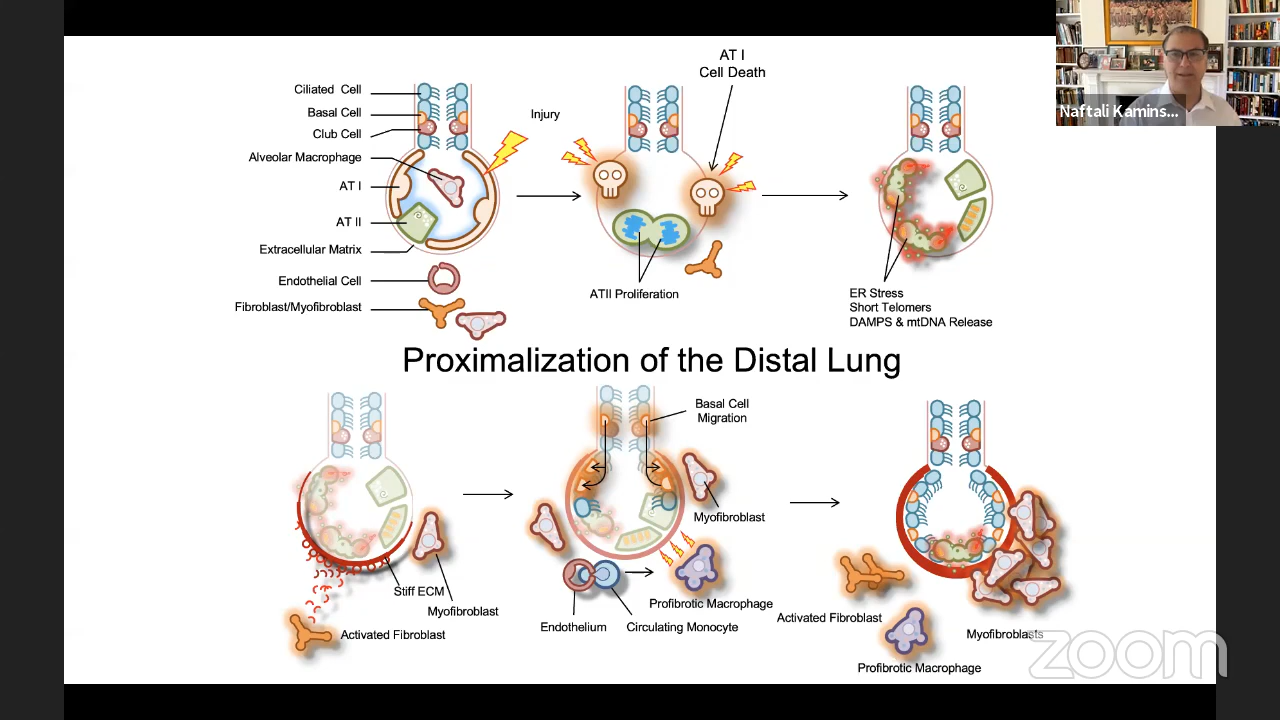 AT I
Cell Death
Ciliated Cell
Basal Cell
Club Cell
Alveolar Macrophage
AT I
AT II
Extracellular Matrix
Endothelial Cell
Fibroblast/Myofibroblast
Injury
ATII Proliferation
ER Stress
Short Telomers
DAMPS & mtDNA Release
Naftali Kamins...
Proximalization of the Distal Lung
Stiff ECM
Myofibroblast
Activated Fibroblast
Basal Cell
Migration
Myofibroblast
Profibrotic Macrophage
Endothelium
Circulating Monocyte
Activated Fibroblast
Myofibroblasts
Profibrotic Macrophage
zoom